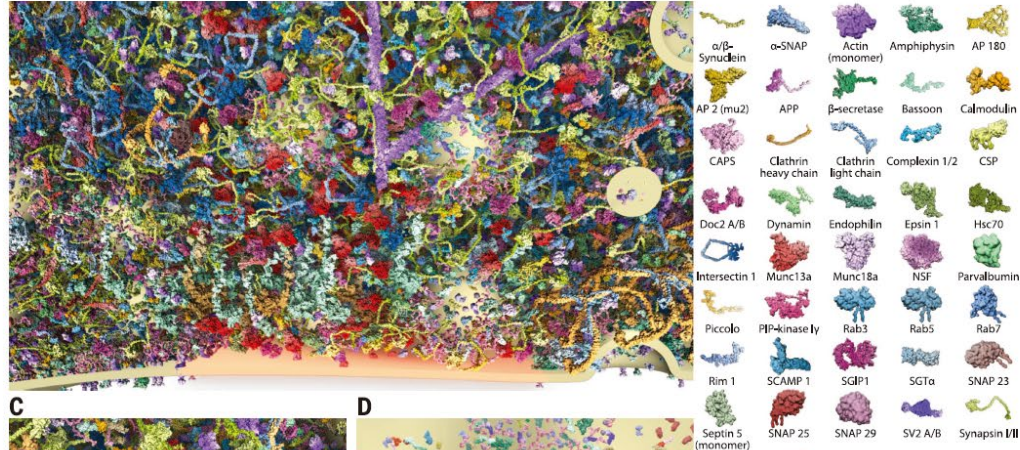 α/β-
Synuclein
α-SNAP
Actin
(monomer)
Amphiphysin
AP 180
AP 2 (mu2)
APP
β-secretase
Bassoon
Calmodulin
CAPS
Clathrin
heavy chain
Clathrin
light chain
Complexin 1/2
CSP
Doc2 A/B
Dynamin
Endophilin
Epsin 1
Hsc70
Intersectin 1
Munc13a
Munc18a
NSF
Parvalbumin
Piccolo
PIP-kinase Iγ
Rab3
Rab5
Rab7
Rim 1
SCAMP 1
SGIP1
SGTα
SNAP 23
Septin 5
(monomer)
SNAP 25
SNAP 29
SV2 A/B
Synapsin I/II
C
D